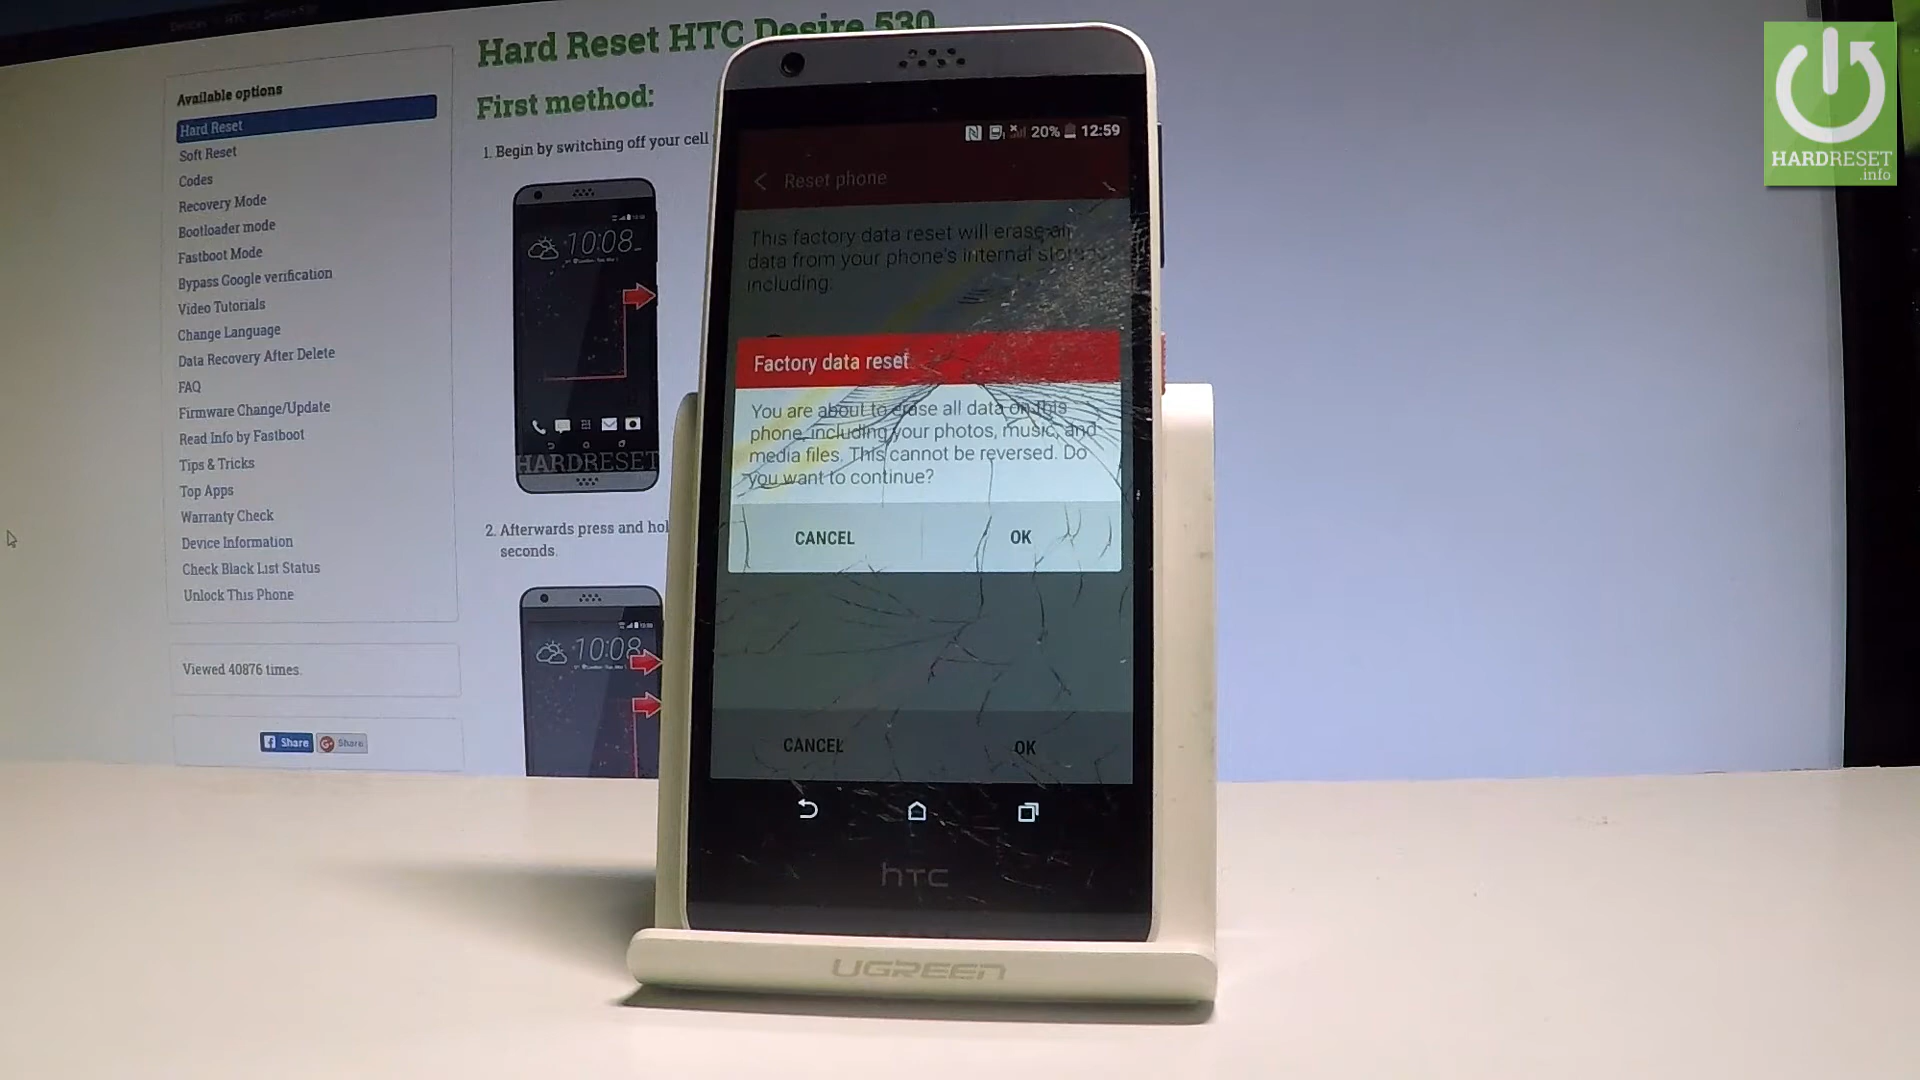 Hard Reset HTC Desire 530
Available options
Hard Reset
Soft Reset
Codes
Recovery Mode
Bootloader mode
Fastboot Mode
Bypass Google verification
Video Tutorials
Change Language
Data Recovery After Delete
FAQ
Firmware Change/Update
Read Info by Fastboot
Tips & Tricks
Top Apps
Warranty Check
Device Information
Check Black List Status
Unlock This Phone
Viewed 40876 times.
Share
Share
First method:
1. Begin by switching off your cell
10:08
HARDRESET
2. Afterwards press and hol
seconds.
10:08
20% 12:59
Reset phone
This factory data reset will erase all
data from your phone's internal
including:
Factory data reset
You are about to erase all data on this
phone, including your photos, music, and
media files. This cannot be reversed. Do
you want to continue?
CANCEL OK
CANCEL OK
hTC
UGREEN
HARDRESET
.info